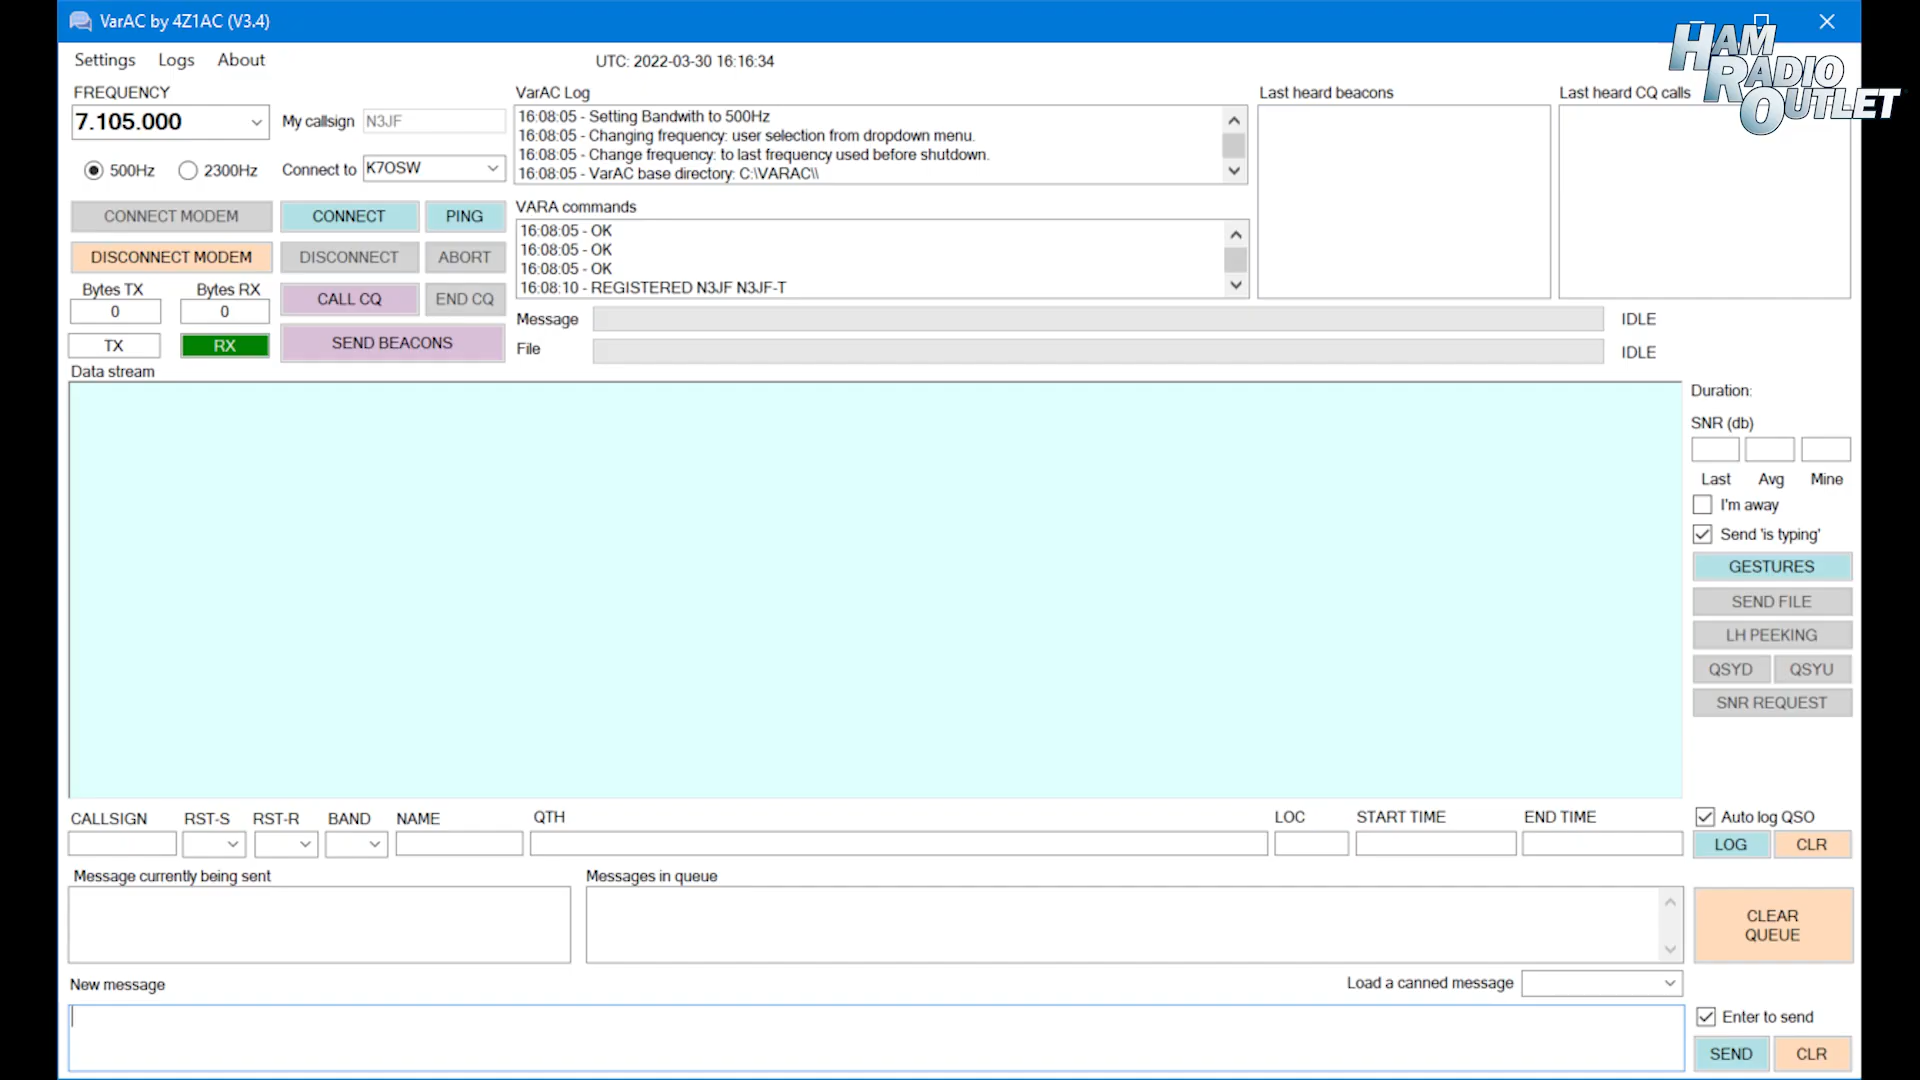 VarAC by 4Z1AC (V3.4)
HAM RADIO OUTLET
Settings Logs About
UTC: 2022-03-30 16:16:34
FREQUENCY
7.105.000
My callsign N3JF
500Hz 2300Hz
Connect to K7OSW
CONNECT MODEM CONNECT PING
DISCONNECT MODEM DISCONNECT ABORT
Bytes TX Bytes RX
0 0
CALL CQ END CQ
TX RX
SEND BEACONS
VarAC Log
16:08:05 - Setting Bandwith to 500Hz
16:08:05 - Changing frequency: user selection from dropdown menu.
16:08:05 - Change frequency: to last frequency used before shutdown.
16:08:05 - VarAC base directory: C:\VARAC\\
VARA commands
16:08:05 - OK
16:08:05 - OK
16:08:05 - OK
16:08:10 - REGISTERED N3JF N3JF-T
Last heard beacons
Last heard CQ calls
Message IDLE
File IDLE
Data stream
Duration:
SNR (db)
Last Avg Mine
I'm away
Send 'is typing'
GESTURES
SEND FILE
LH PEEKING
QSYD QSYU
SNR REQUEST
CALLSIGN RST-S RST-R BAND NAME QTH LOC START TIME END TIME
Auto log QSO
LOG CLR
Message currently being sent
Messages in queue
CLEAR
QUEUE
New message
Load a canned message
Enter to send
SEND CLR